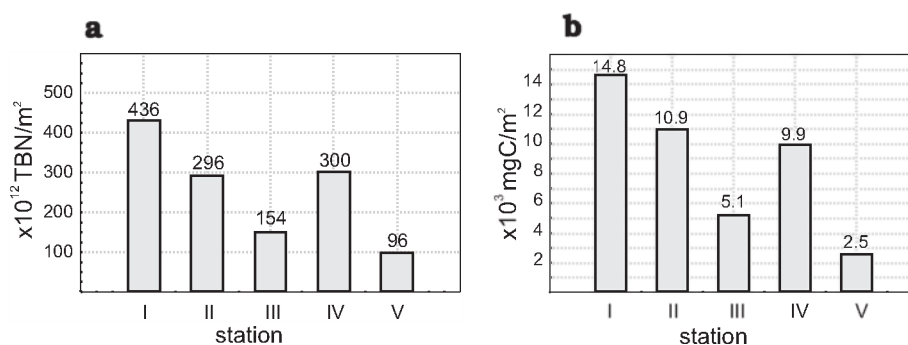 a
x10¹² TBN/m²
500
400
300
200
100
436
296
154
300
96
I II III IV V
station
b
x10³ mgC/m²
14
12
10
8
6
4
2
14.8
10.9
5.1
9.9
2.5
I II III IV V
station